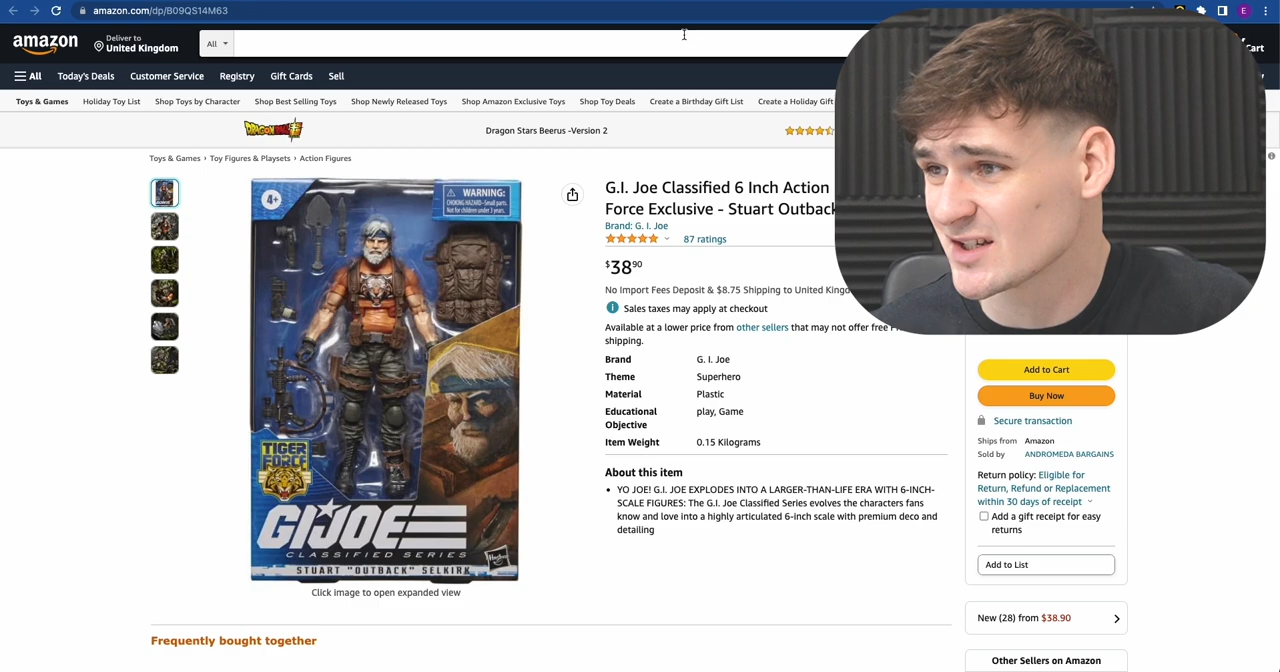 amazon.com/dp/B09QS14M63
E
amazon
Deliver to
United Kingdom
All
Cart
All Today's Deals Customer Service Registry Gift Cards Sell
Toys & Games Holiday Toy List Shop Toys by Character Shop Best Selling Toys Shop Newly Released Toys Shop Amazon Exclusive Toys Shop Toy Deals Create a Birthday Gift List Create a Holiday Gift
DRAGONBALL
Dragon Stars Beerus -Version 2
Toys & Games › Toy Figures & Playsets › Action Figures
4+
WARNING:
CHOKING HAZARD-Small parts.
Not for children under 3 years.
TIGER
FORCE
GIJOE
CLASSIFIED SERIES
STUART "OUTBACK" SELKIRK
Hasbro
Click image to open expanded view
G.I. Joe Classified 6 Inch Action
Force Exclusive - Stuart Outback
Brand: G. I. Joe
87 ratings
$3890
No Import Fees Deposit & $8.75 Shipping to United
Sales taxes may apply at checkout
Available at a lower price from other sellers that may not offer free
shipping.
Brand G. I. Joe
Theme Superhero
Material Plastic
Educational play, Game
Objective
Item Weight 0.15 Kilograms
About this item
• YO JOE! G.I. JOE EXPLODES INTO A LARGER-THAN-LIFE ERA WITH 6-INCH-
SCALE FIGURES: The G.I. Joe Classified Series evolves the characters fans
know and love into a highly articulated 6-inch scale with premium deco and
detailing
Add to Cart
Buy Now
Secure transaction
Ships from Amazon
Sold by ANDROMEDA BARGAINS
Return policy: Eligible for
Return, Refund or Replacement
within 30 days of receipt
Add a gift receipt for easy
returns
Add to List
New (28) from $38.90
Other Sellers on Amazon
Frequently bought together